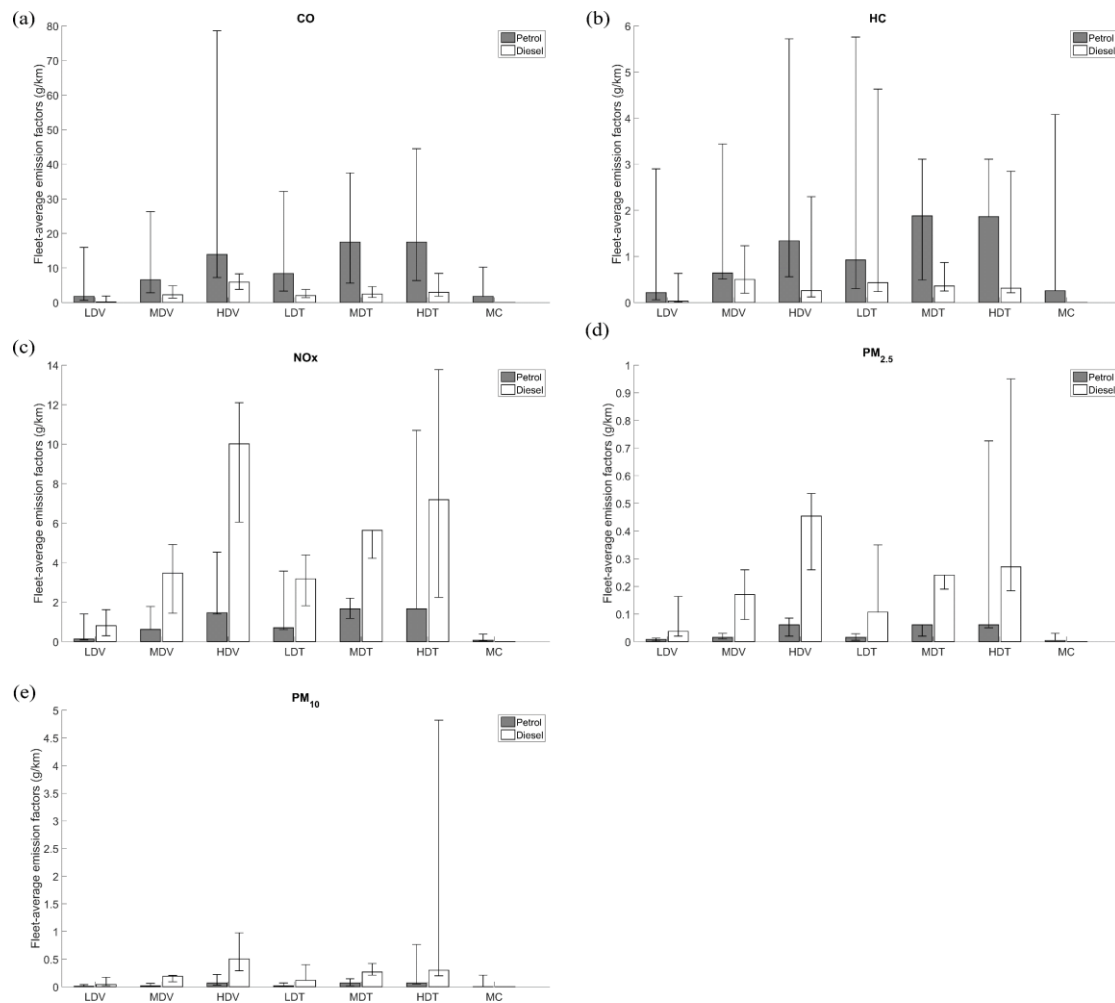 (a)
CO
Fleet-average emission factors (g/km)
80
70
60
50
40
30
20
10
0
LDV MDV HDV LDT MDT HDT MC
Petrol
Diesel
(b)
HC
Fleet-average emission factors (g/km)
6
5
4
3
2
1
0
LDV MDV HDV LDT MDT HDT MC
Petrol
Diesel
(c)
NOx
Fleet-average emission factors (g/km)
14
12
10
8
6
4
2
0
LDV MDV HDV LDT MDT HDT MC
Petrol
Diesel
(d)
PM2.5
Fleet-average emission factors (g/km)
1
0.9
0.8
0.7
0.6
0.5
0.4
0.3
0.2
0.1
0
LDV MDV HDV LDT MDT HDT MC
Petrol
Diesel
(e)
PM10
Fleet-average emission factors (g/km)
5
4.5
4
3.5
3
2.5
2
1.5
1
0.5
0
LDV MDV HDV LDT MDT HDT MC
Petrol
Diesel